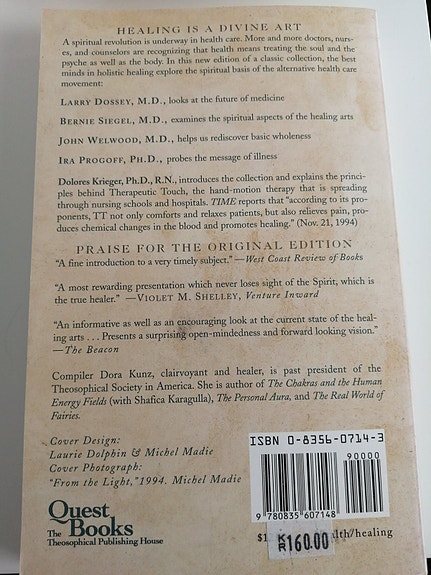 HEALING IS A DIVINE ART
A spiritual revolution is underway in health care. More and more doctors, nurs-
es, and counselors are recognizing that health means treating the soul and the
psyche as well as the body. In this new edition of a classic collection, the best
minds in holistic healing explore the spiritual basis of the alternative health care
movement:
LARRY DOSSEY, M.D., looks at the future of medicine
BERNIE SIEGEL, M.D., examines the spiritual aspects of the healing arts
JOHN WELWOOD, M.D., helps us rediscover basic wholeness
IRA PROGOFF, PH.D., probes the message of illness
Dolores Krieger, Ph.D., R.N., introduces the collection and explains the princi-
ples behind Therapeutic Touch, the hand-motion therapy that is spreading
through nursing schools and hospitals. TIME reports that "according to its pro-
ponents, TT not only comforts and relaxes patients, but also relieves pain, pro-
duces chemical changes in the blood and promotes healing." (Nov. 21, 1994)
PRAISE FOR THE ORIGINAL EDITION
"A fine introduction to a very timely subject." —West Coast Review of Books
"A most rewarding presentation which never loses sight of the Spirit, which is
the true healer." —VIOLET M. SHELLEY, Venture Inward
"An informative as well as an encouraging look at the current state of the heal-
ing arts . . . Presents a surprising open-mindedness and forward looking vision."
—The Beacon
Compiler Dora Kunz, clairvoyant and healer, is past president of the
Theosophical Society in America. She is author of The Chakras and the Human
Energy Fields (with Shafica Karagulla), The Personal Aura, and The Real World of
Fairies.
Cover Design:
Laurie Dolphin & Michel Madie
Cover Photograph:
"From the Light," 1994. Michel Madie
Quest
Books
The
Theosophical Publishing House
ISBN 0-8356-0714-3
90000
9 780835 607148
$1 KR 160.00 lth/healing